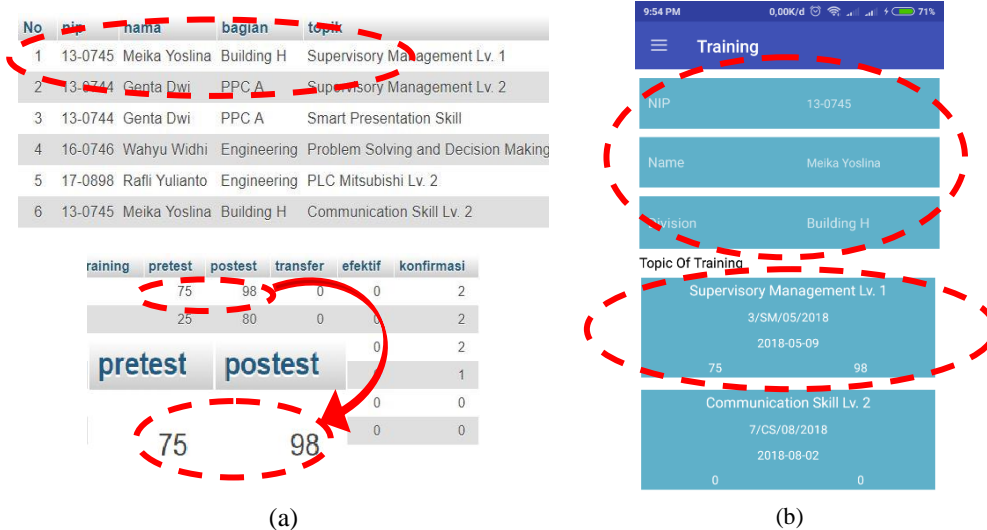 No nip nama bagian topik
1 13-0745 Meika Yoslina Building H Supervisory Management Lv. 1
2 13-0744 Genta Dwi PPC A Supervisory Management Lv. 2
3 13-0744 Genta Dwi PPC A Smart Presentation Skill
4 16-0746 Wahyu Widhi Engineering Problem Solving and Decision Making
5 17-0898 Rafli Yulianto Engineering PLC Mitsubishi Lv. 2
6 13-0745 Meika Yoslina Building H Communication Skill Lv. 2
raining pretest postest transfer efektif konfirmasi
75 98 0 0 2
25 80 0 0 2
0 2
1
0 0
0 0
pretest postest
75 98
(a)
9:54 PM 0,00K/d 71%
Training
NIP 13-0745
Name Meika Yoslina
Division Building H
Topic Of Training
Supervisory Management Lv. 1
3/SM/05/2018
2018-05-09
75 98
Communication Skill Lv. 2
7/CS/08/2018
2018-08-02
0 0
(b)